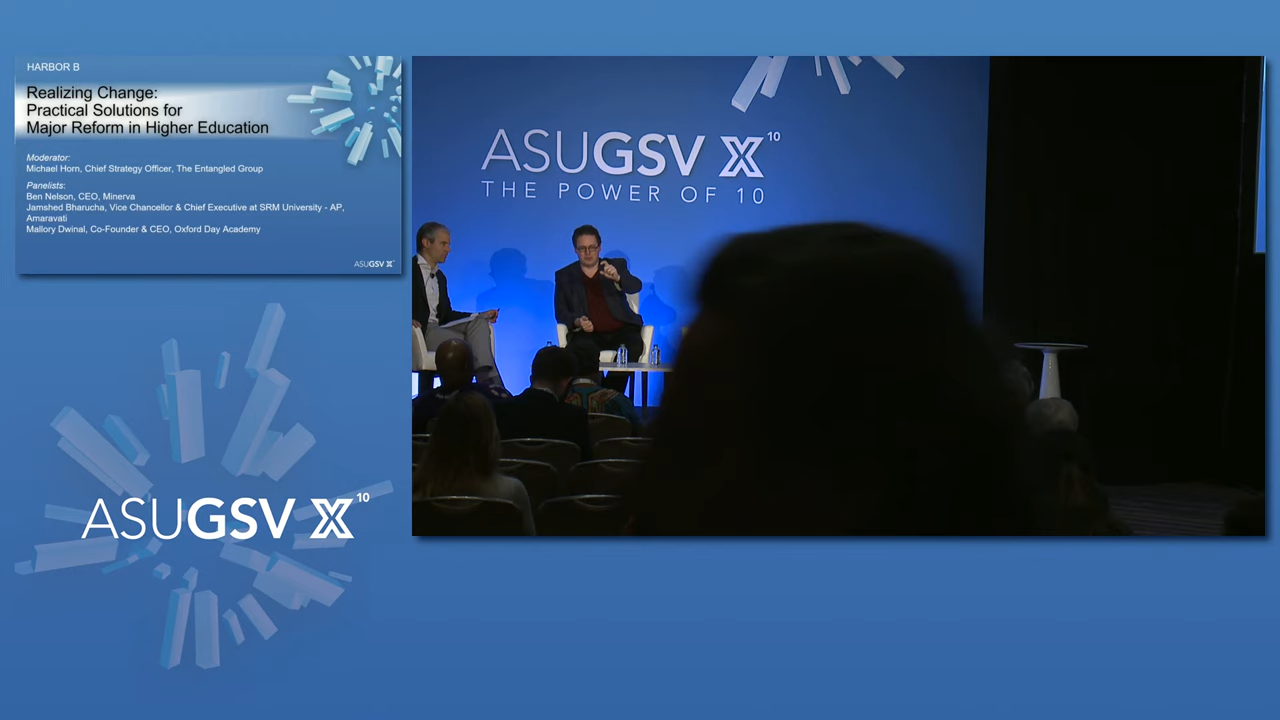 HARBOR B
Realizing Change:
Practical Solutions for
Major Reform in Higher Education
Moderator:
Michael Horn, Chief Strategy Officer, The Entangled Group
Panelists:
Ben Nelson, CEO, Minerva
Jamshed Bharucha, Vice Chancellor & Chief Executive at SRM University - AP,
Amaravati
Mallory Dwinal, Co-Founder & CEO, Oxford Day Academy
ASUGSV X
ASUGSV X10
THE POWER OF 10
ASUGSV X10